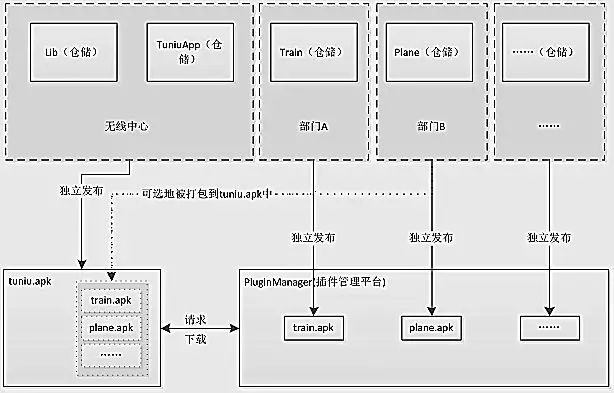 Lib（仓储）
TuniuApp（仓
储）
Train（仓储）
Plane（仓储）
……（仓储）
无线中心
部门A
部门B
……
独立发布
可选地被打包到tuniu.apk中
独立发布
独立发布
独立发布
tuniu.apk
train.apk
plane.apk
……
请求
下载
PluginManager(插件管理平台)
train.apk
plane.apk
……